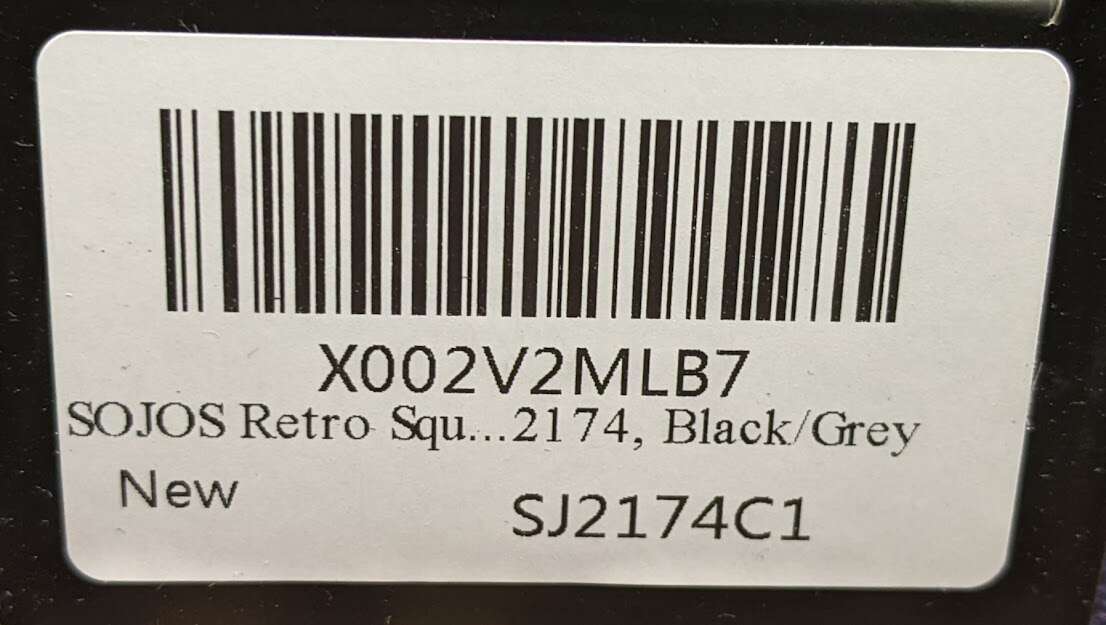 X002V2MLB7
SOJOS Retro Squ...2174, Black/Grey
New
SJ2174C1